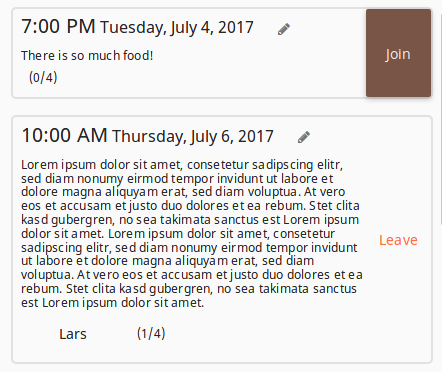 7:00 PM Tuesday, July 4, 2017
There is so much food!
(0/4)
Join
10:00 AM Thursday, July 6, 2017
Lorem ipsum dolor sit amet, consetetur sadipscing elitr,
sed diam nonumy eirmod tempor invidunt ut labore et
dolore magna aliquyam erat, sed diam voluptua. At vero
eos et accusam et justo duo dolores et ea rebum. Stet clita
kasd gubergren, no sea takimata sanctus est Lorem ipsum
dolor sit amet. Lorem ipsum dolor sit amet, consetetur
sadipscing elitr, sed diam nonumy eirmod tempor invidunt
ut labore et dolore magna aliquyam erat, sed diam
voluptua. At vero eos et accusam et justo duo dolores et ea
rebum. Stet clita kasd gubergren, no sea takimata sanctus
est Lorem ipsum dolor sit amet.
Leave
Lars (1/4)